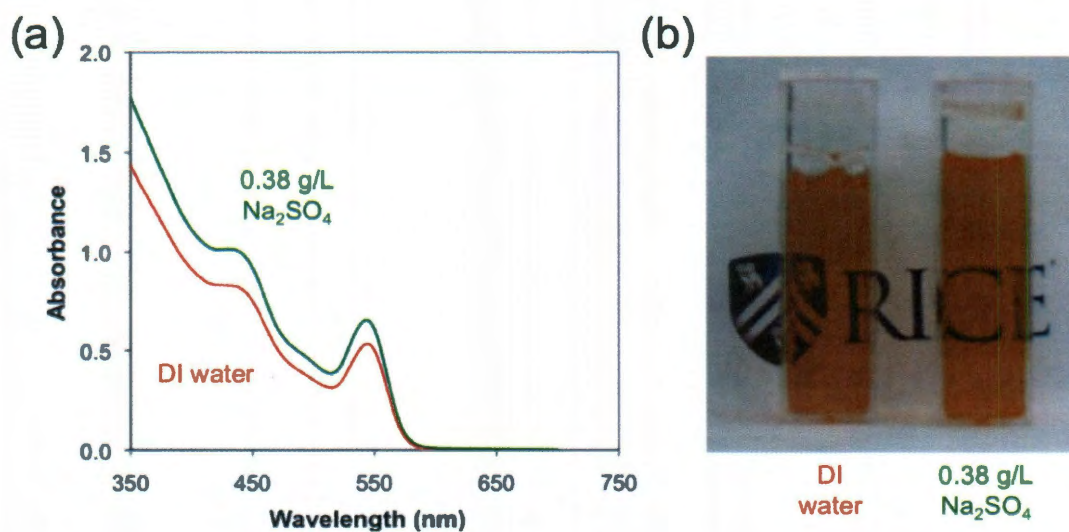 (a)
2.0
1.5
1.0
0.5
0.0
Absorbance
0.38 g/L
Na₂SO₄
DI water
350
450
550
650
750
Wavelength (nm)
(b)
RICE
DI
water
0.38 g/L
Na₂SO₄